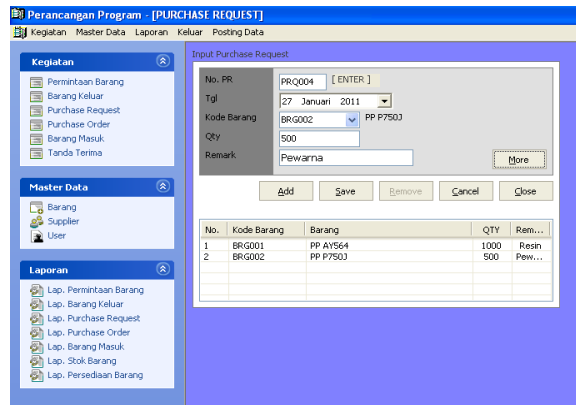 Perancangan Program - [PURCHASE REQUEST]
Kegiatan Master Data Laporan Keluar Posting Data
Kegiatan
Permintaan Barang
Barang Keluar
Purchase Request
Purchase Order
Barang Masuk
Tanda Terima
Master Data
Barang
Supplier
User
Laporan
Lap. Permintaan Barang
Lap. Barang Keluar
Lap. Purchase Request
Lap. Purchase Order
Lap. Barang Masuk
Lap. Stok Barang
Lap. Persediaan Barang
Input Purchase Request
No. PR PRQ004 [ ENTER ]
Tgl 27 Januari 2011
Kode Barang BRG002 PP P750J
Qty 500
Remark Pewarna More
Add Save Remove Cancel Close
No. Kode Barang Barang QTY Rem...
1 BRG001 PP AY564 1000 Resin
2 BRG002 PP P750J 500 Pew...